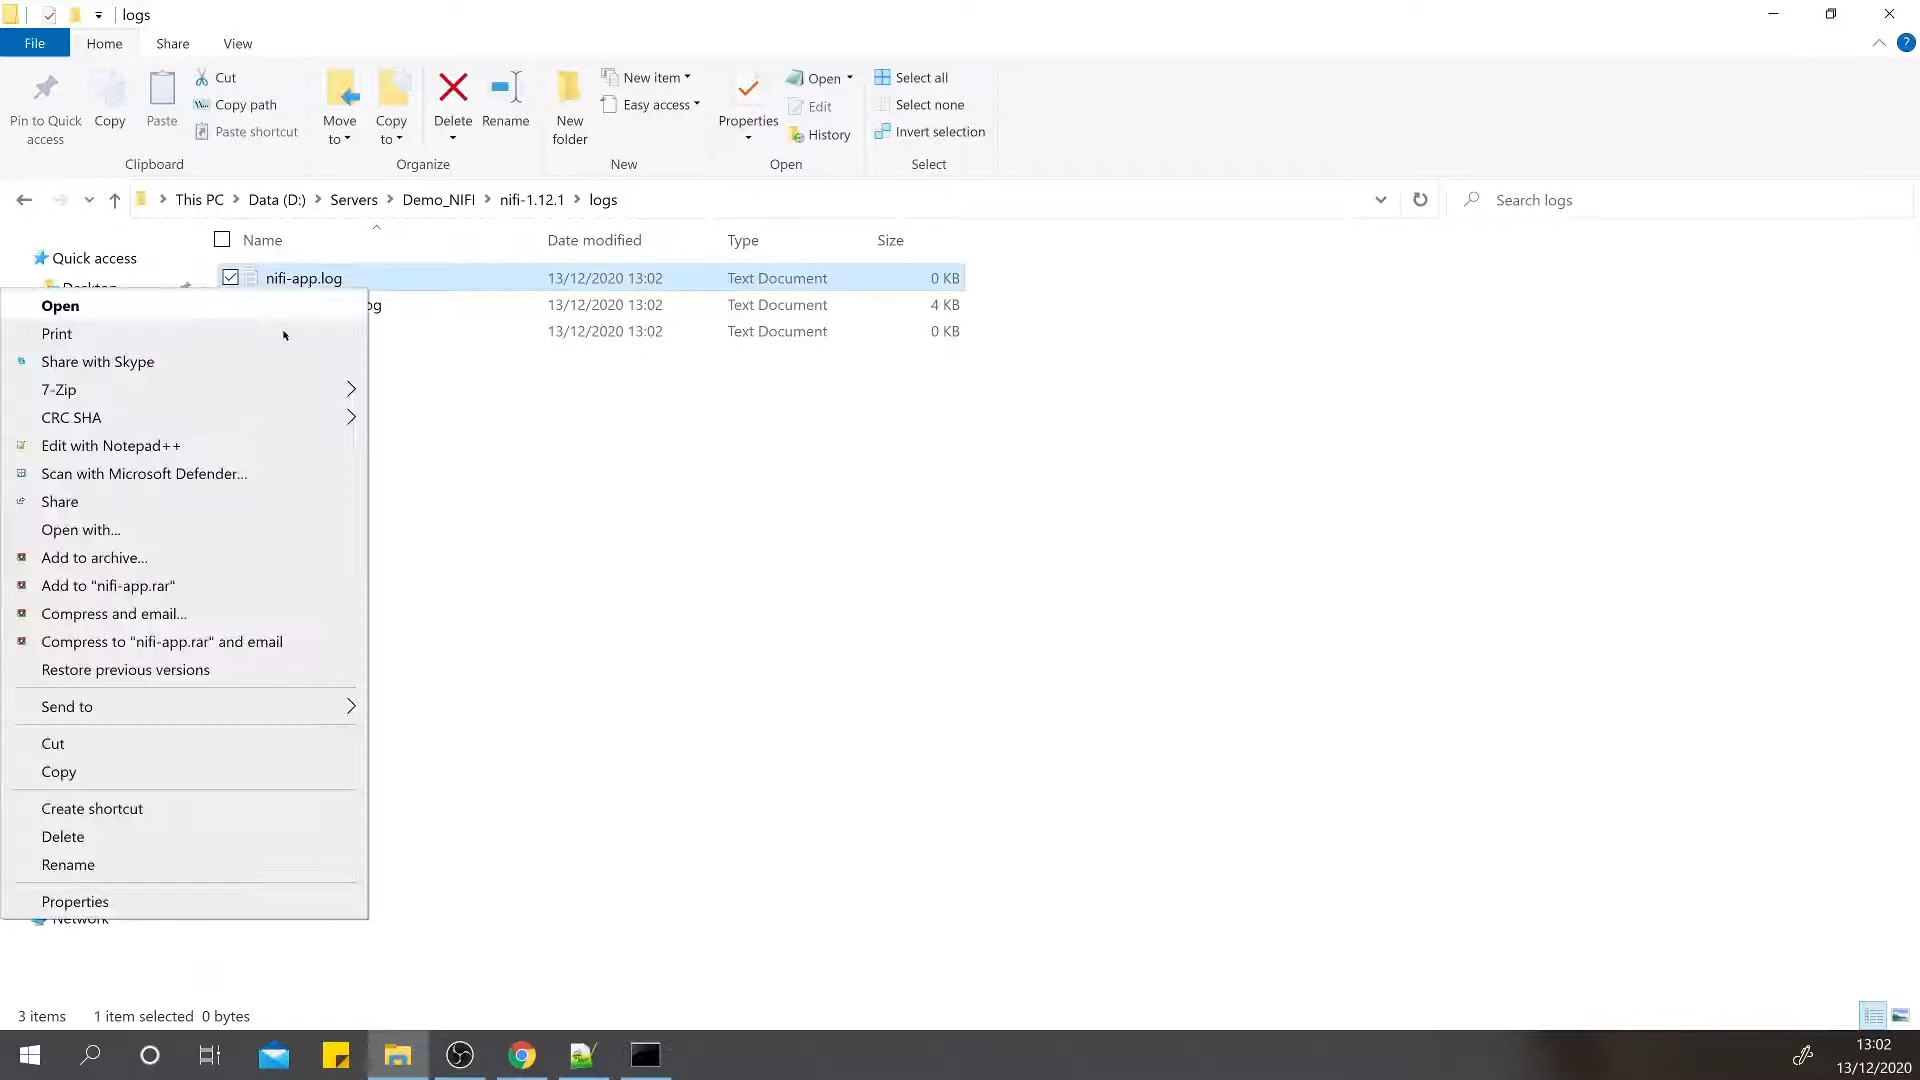 logs
File
Home
Share
View
Pin to Quick access
Copy
Paste
Cut
Copy path
Paste shortcut
Clipboard
Move to
Copy to
Delete
Rename
Organize
New folder
New item
Easy access
New
Properties
Open
Edit
History
Open
Select all
Select none
Invert selection
Select
This PC
Data (D:)
Servers
Demo_NIFI
nifi-1.12.1
logs
Search logs
Name
Date modified
Type
Size
Quick access
nifi-app.log
13/12/2020 13:02
Text Document
0 KB
og
13/12/2020 13:02
Text Document
4 KB
13/12/2020 13:02
Text Document
0 KB
Desktop
Open
Print
Share with Skype
7-Zip
CRC SHA
Edit with Notepad++
Scan with Microsoft Defender...
Share
Open with...
Add to archive...
Add to "nifi-app.rar"
Compress and email...
Compress to "nifi-app.rar" and email
Restore previous versions
Send to
Cut
Copy
Create shortcut
Delete
Rename
Properties
Network
3 items
1 item selected 0 bytes
13:02
13/12/2020